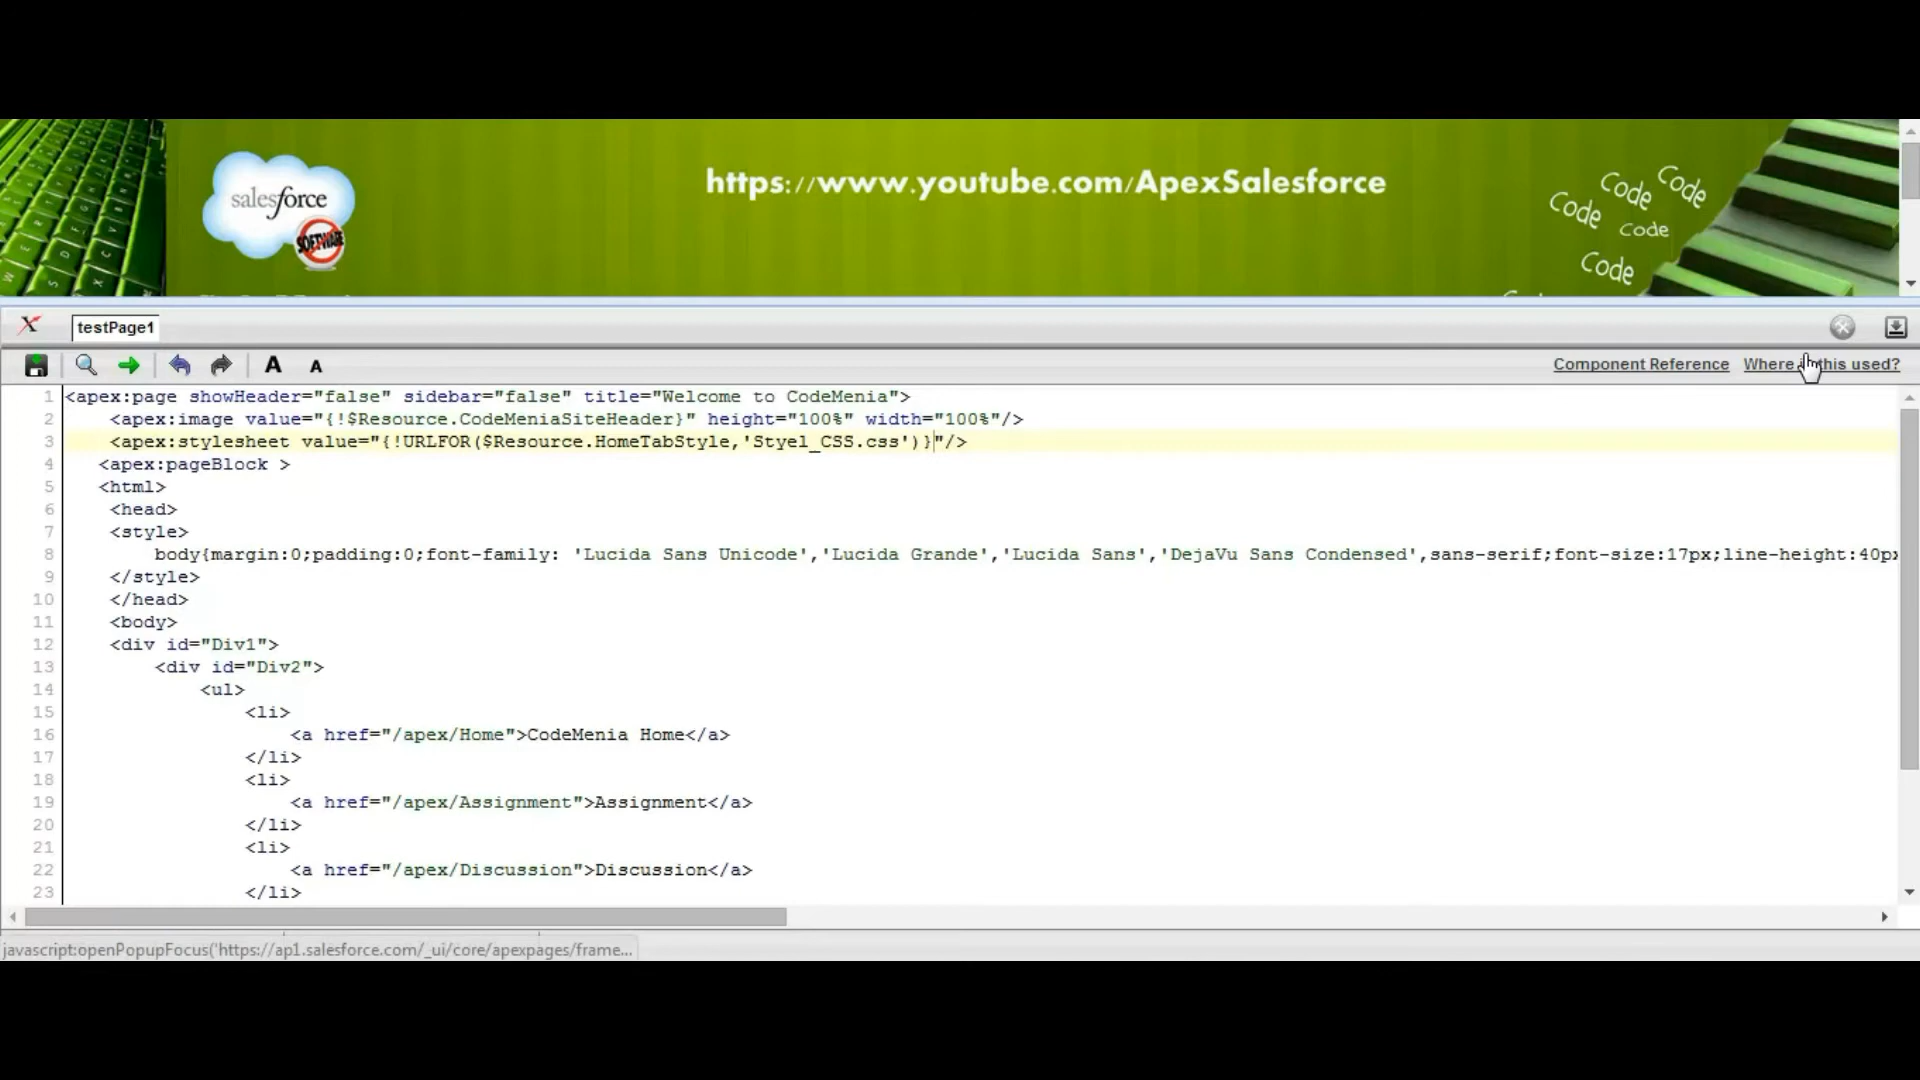 salesforce
SOFTWARE
https://www.youtube.com/ApexSalesforce
Code Code
Code Code
Code
testPage1
A A
Component Reference Where is this used?
1 <apex:page showHeader="false" sidebar="false" title="Welcome to CodeMenia">
2 <apex:image value="{!$Resource.CodeMeniaSiteHeader}" height="100%" width="100%"/>
3 <apex:stylesheet value="{!URLFOR($Resource.HomeTabStyle,'Styel_CSS.css')}"/>
4 <apex:pageBlock >
5 <html>
6 <head>
7 <style>
8 body{margin:0;padding:0;font-family: 'Lucida Sans Unicode','Lucida Grande','Lucida Sans','DejaVu Sans Condensed',sans-serif;font-size:17px;line-height:40px
9 </style>
10 </head>
11 <body>
12 <div id="Div1">
13 <div id="Div2">
14 <ul>
15 <li>
16 <a href="/apex/Home">CodeMenia Home</a>
17 </li>
18 <li>
19 <a href="/apex/Assignment">Assignment</a>
20 </li>
21 <li>
22 <a href="/apex/Discussion">Discussion</a>
23 </li>
javascript:openPopupFocus('https://ap1.salesforce.com/_ui/core/apexpages/frame...